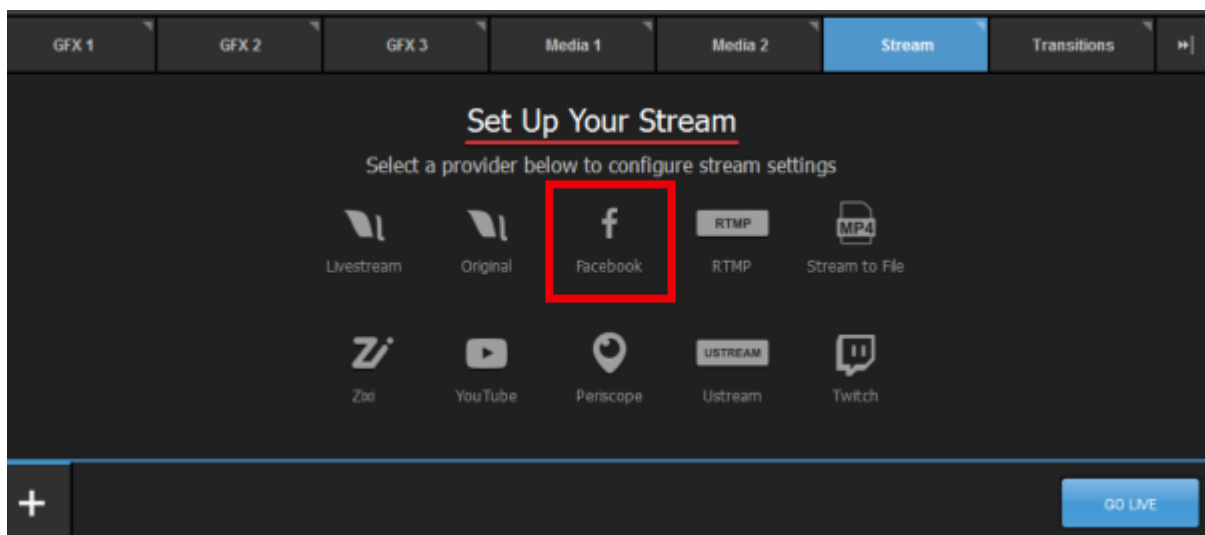 GFX 1 GFX 2 GFX 3 Media 1 Media 2 Stream Transitions
Set Up Your Stream
Select a provider below to configure stream settings
RTMP MP4
Livestream Original Facebook RTMP Stream to File
USTREAM
Zixi YouTube Periscope Ustream Twitch
GO LIVE